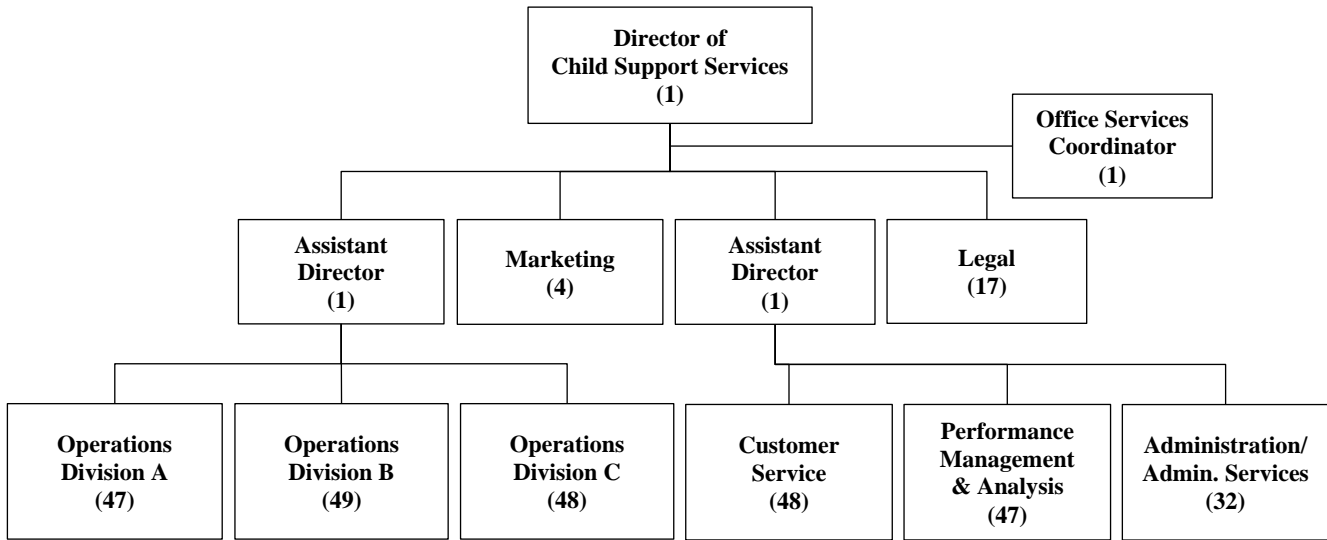 Director of
Child Support Services
(1)
Office Services
Coordinator
(1)
Assistant
Director
(1)
Marketing
(4)
Assistant
Director
(1)
Legal
(17)
Operations
Division A
(47)
Operations
Division B
(49)
Operations
Division C
(48)
Customer
Service
(48)
Performance
Management
& Analysis
(47)
Administration/
Admin. Services
(32)